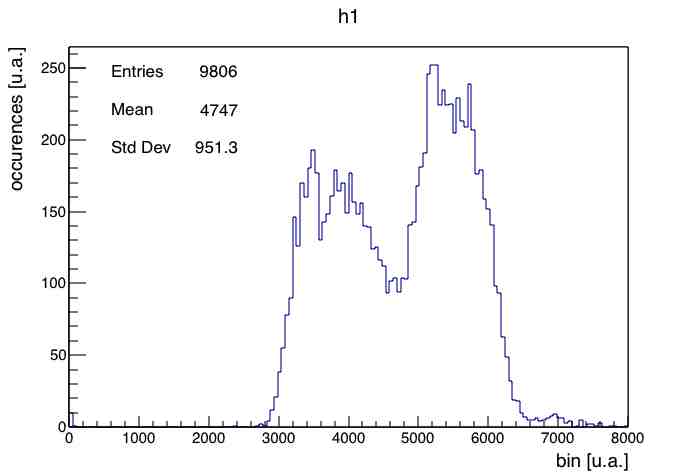 h1
occurences [u.a.]
Entries 9806
Mean 4747
Std Dev 951.3
250
200
150
100
50
0
0 1000 2000 3000 4000 5000 6000 7000 8000
bin [u.a.]